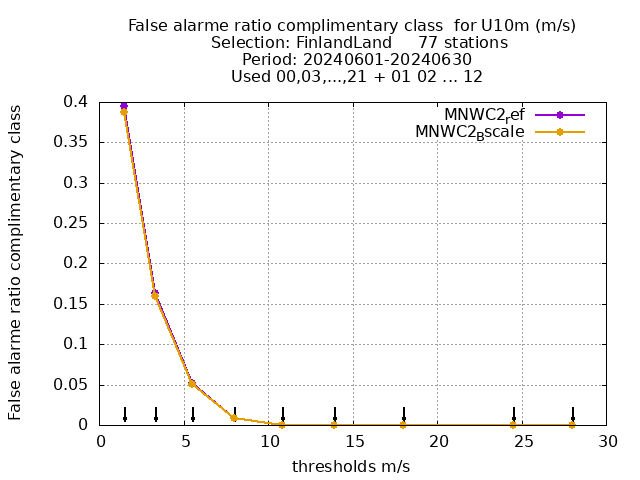 False alarme ratio complimentary class  for U10m (m/s)
Selection: FinlandLand     77 stations
Period: 20240601-20240630
Used 00,03,...,21 + 01 02 ... 12
MNWC2ref
MNWC2Bscale
False alarme ratio complimentary class
0.4
0.35
0.3
0.25
0.2
0.15
0.1
0.05
0
0 5 10 15 20 25 30
thresholds m/s